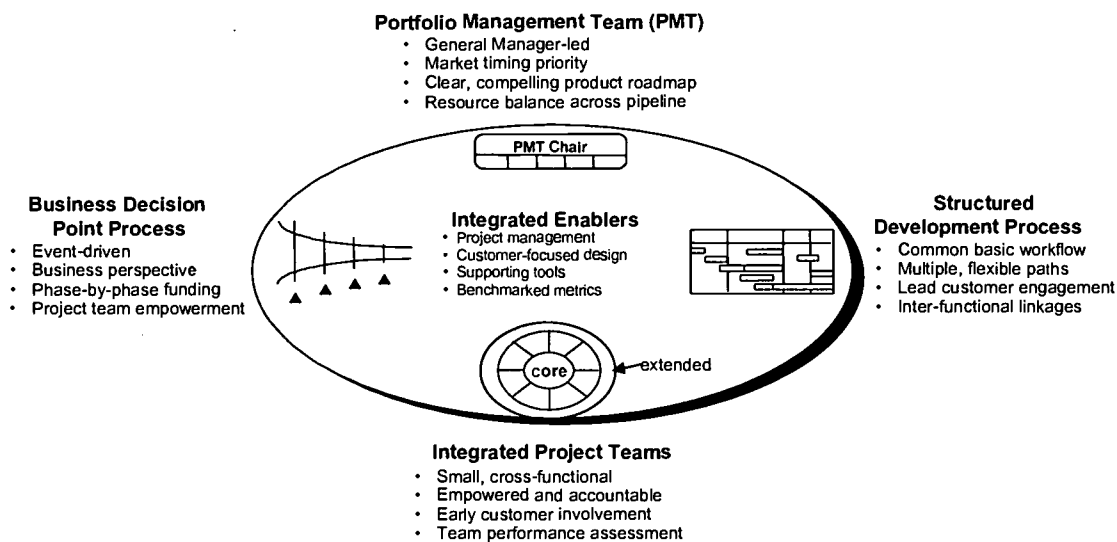 Portfolio Management Team (PMT)
• General Manager-led
• Market timing priority
• Clear, compelling product roadmap
• Resource balance across pipeline
PMT Chair
Business Decision
Point Process
• Event-driven
• Business perspective
• Phase-by-phase funding
• Project team empowerment
Integrated Enablers
• Project management
• Customer-focused design
• Supporting tools
• Benchmarked metrics
Structured
Development Process
• Common basic workflow
• Multiple, flexible paths
• Lead customer engagement
• Inter-functional linkages
core
extended
Integrated Project Teams
• Small, cross-functional
• Empowered and accountable
• Early customer involvement
• Team performance assessment